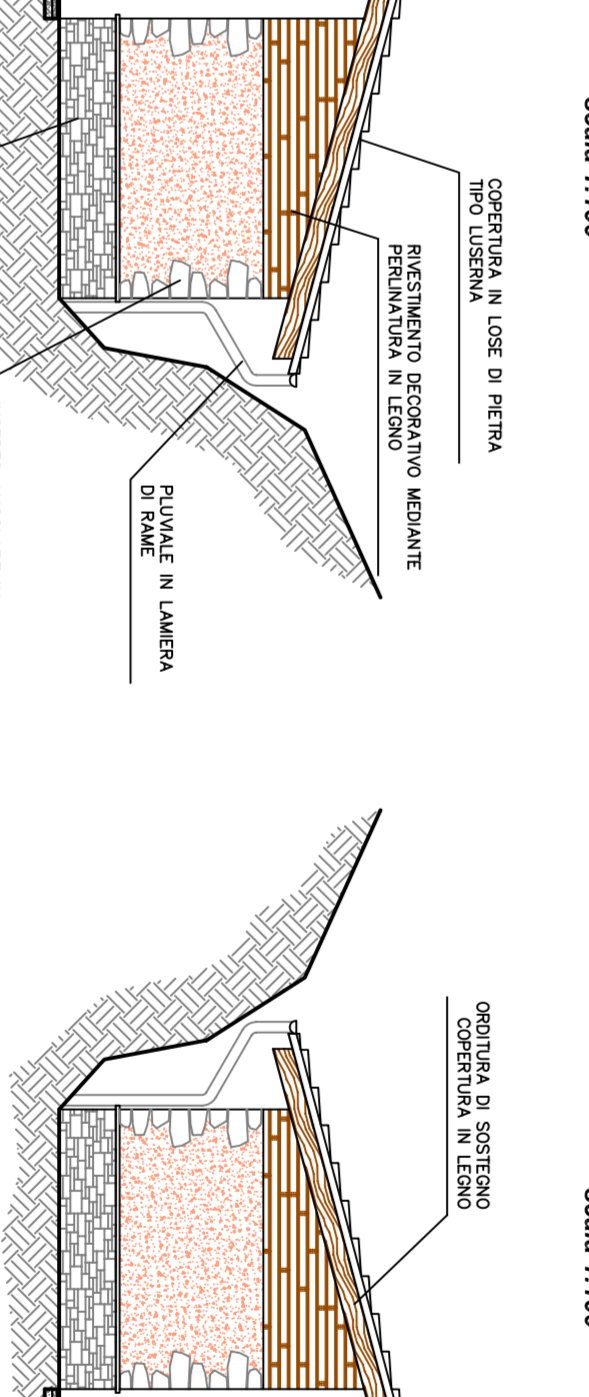 COPERTURA IN LOSE DI PIETRA
TIPO LUSERNA
RIVESTIMENTO DECORATIVO MEDIANTE
PERLINATURA IN LEGNO
PLUVIALE IN LAMIERA
DI RAME
ORDITURA DI SOSTEGNO
COPERTURA IN LEGNO